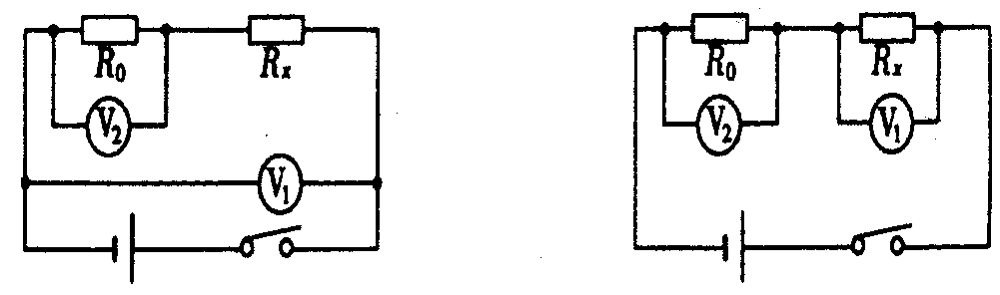 R₀ Rₓ R₀ Rₓ
V₂ V₂ V₁
V₁